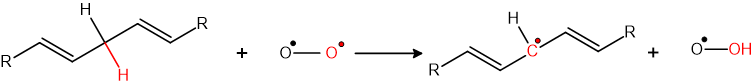 R H H R + O O R H C R + O OH